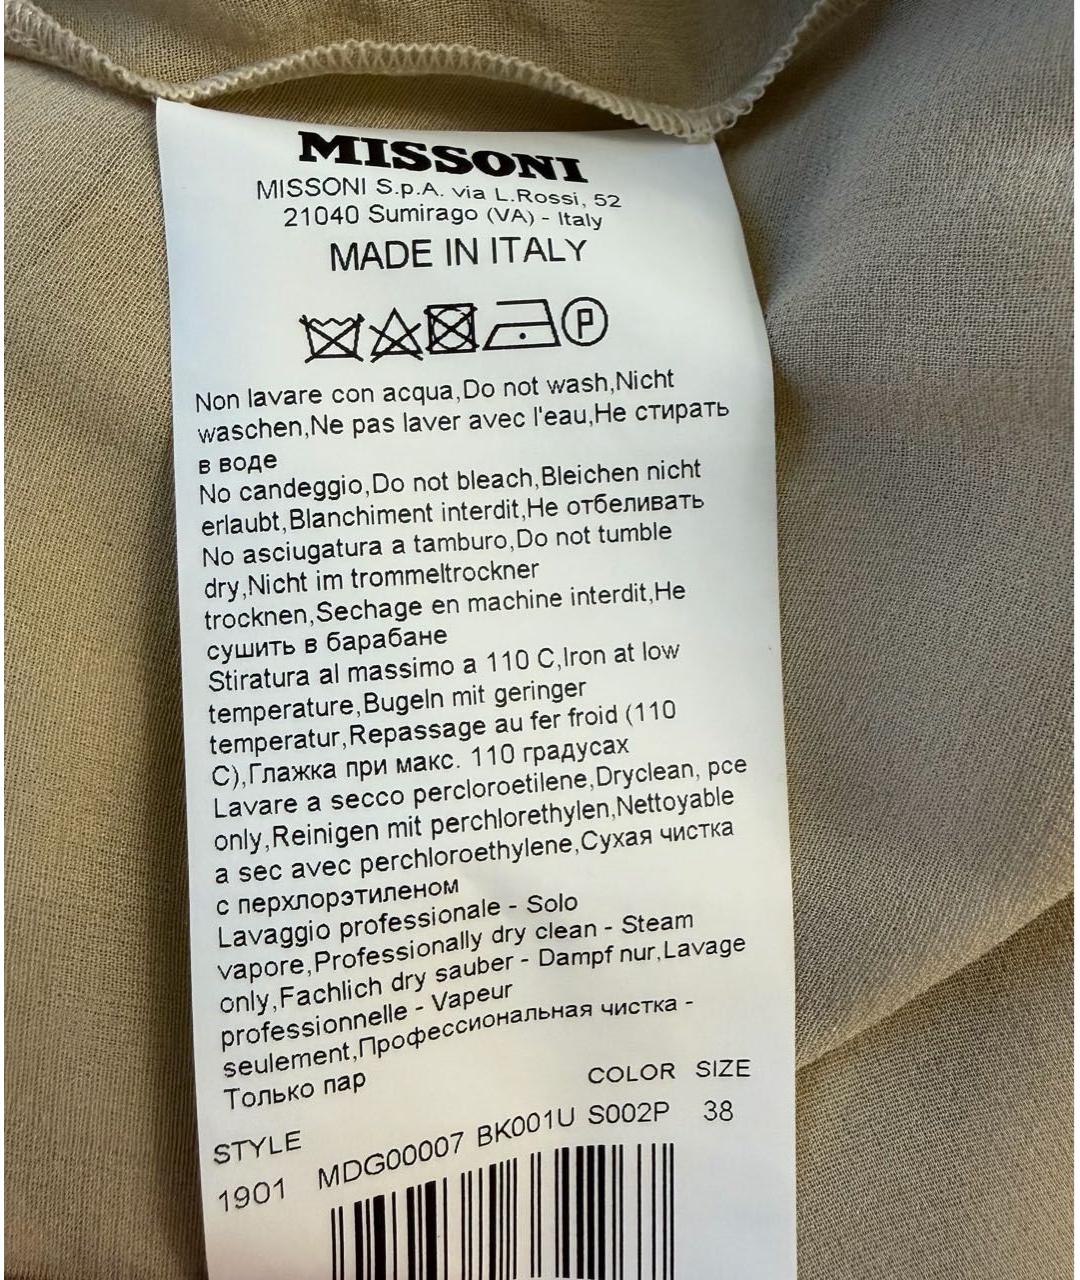 MISSONI
MISSONI S.p.A. via L.Rossi, 52
21040 Sumirago (VA) - Italy
MADE IN ITALY
P
Non lavare con acqua,Do not wash,Nicht
waschen,Ne pas laver avec l'eau,Не стирать
в воде
No candeggio,Do not bleach,Bleichen nicht
erlaubt,Blanchiment interdit,Не отбеливать
No asciugatura a tamburo,Do not tumble
dry,Nicht im trommeltrockner
trocknen,Sechage en machine interdit,Не
сушить в барабане
Stiratura al massimo a 110 C,Iron at low
temperature,Bugeln mit geringer
temperatur,Repassage au fer froid (110
C),Глажка при макс. 110 градусах
Lavare a secco percloroetilene,Dryclean, pce
only,Reinigen mit perchlorethylen,Nettoyable
a sec avec perchloroethylene,Сухая чистка
с перхлорэтиленом
Lavaggio professionale - Solo
vapore,Professionally dry clean - Steam
only,Fachlich dry sauber - Dampf nur,Lavage
professionnelle - Vapeur
seulement,Профессиональная чистка -
Только пар
STYLE COLOR SIZE
1901 MDG00007 BK001U S002P 38